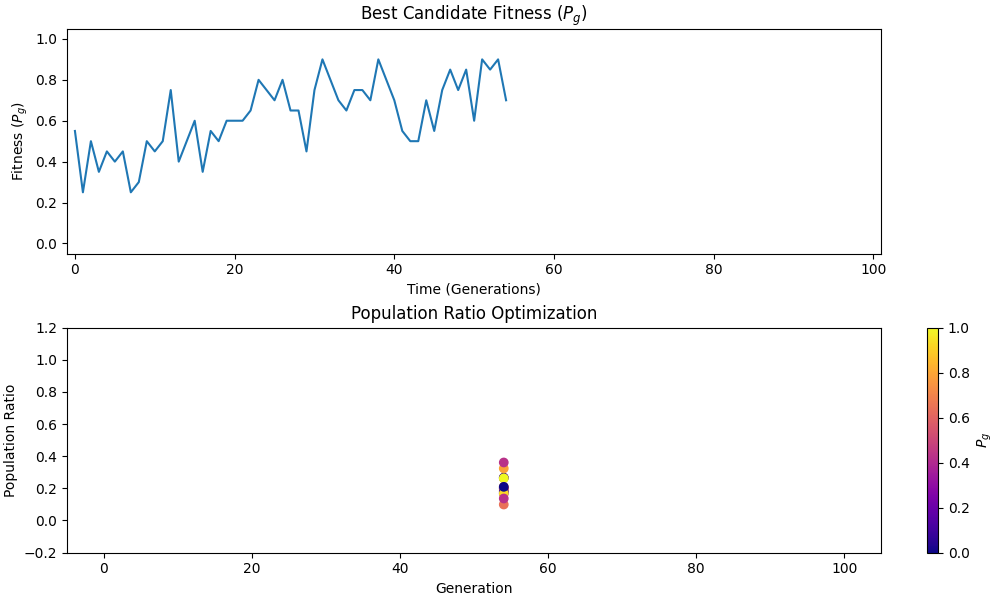 Best Candidate Fitness (P_g)
1.0
0.8
0.6
0.4
0.2
0.0
Fitness (P_g)
0 20 40 60 80 100
Time (Generations)
Population Ratio Optimization
1.2
1.0
0.8
0.6
0.4
0.2
0.0
−0.2
Population Ratio
0 20 40 60 80 100
Generation
1.0
0.8
0.6
0.4
0.2
0.0
P_g